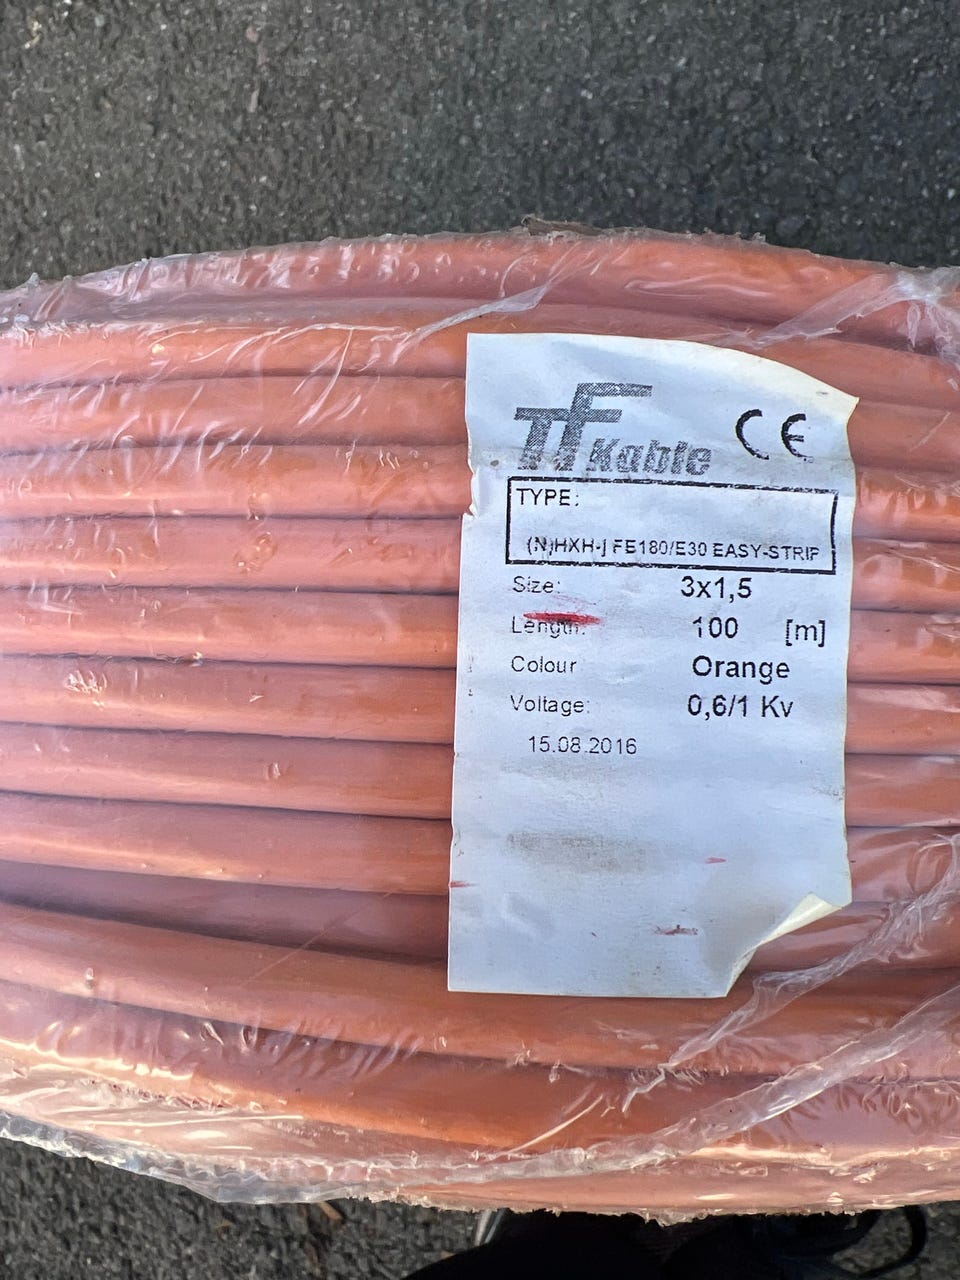 TF Kable CE
TYPE:
(N)HXH-J FE180/E30 EASY-STRIP
Size: 3x1,5
Length: 100 [m]
Colour Orange
Voltage: 0,6/1 Kv
15.08.2016